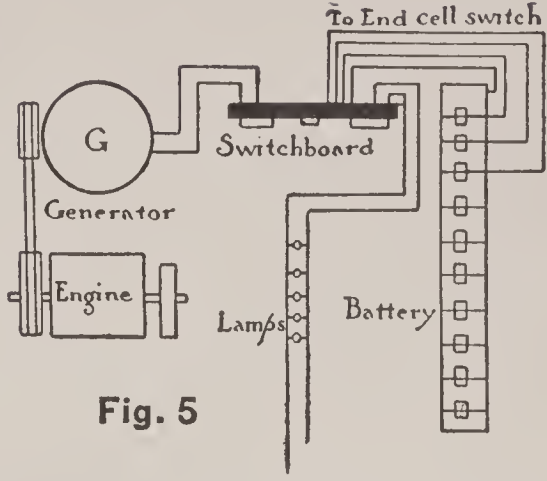 To End cell switch
G
Switchboard
Generator
Engine
Lamps
Battery
Fig. 5